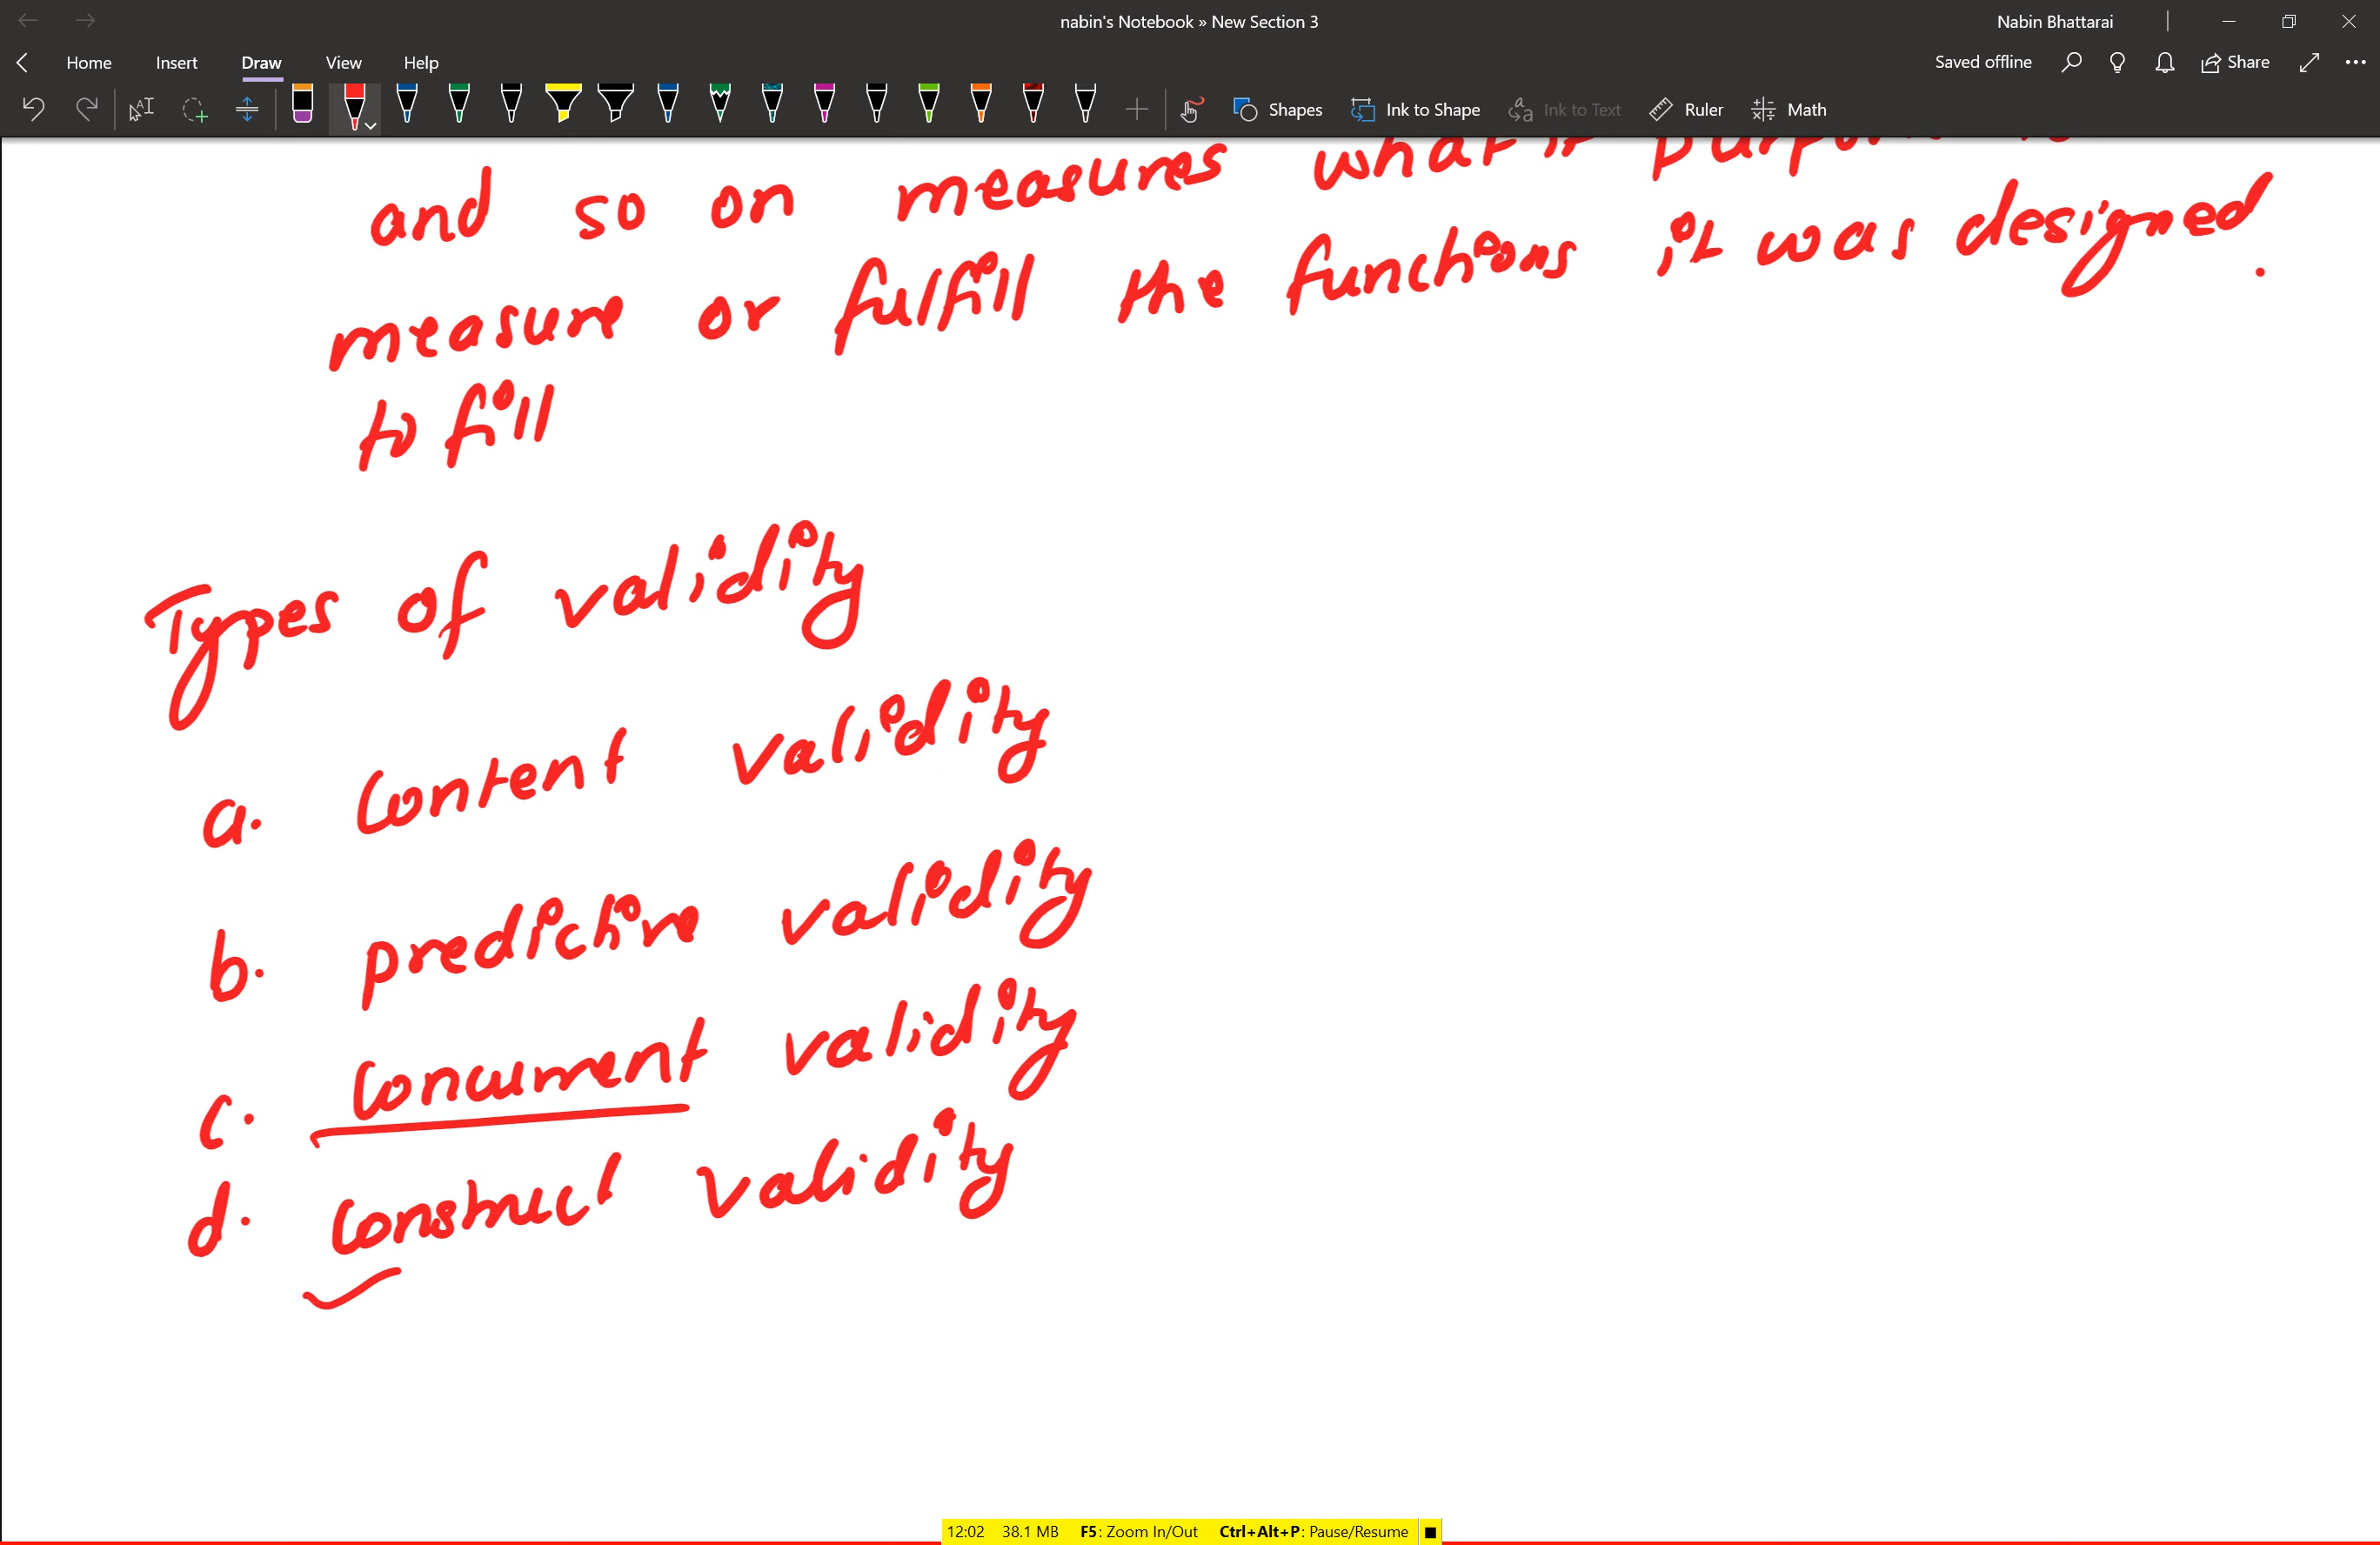 nabin's Notebook » New Section 3
Nabin Bhattarai
Home Insert Draw View Help
Saved offline
Share
Shapes Ink to Shape Ink to Text Ruler Math
and so on measures what it
measure or fulfill the functions it was designed.
to fill
Types of validity
a. Content validity
b. predictive validity
c. Concurrent validity
d. Construct validity
12:02 38.1 MB F5: Zoom In/Out Ctrl+Alt+P: Pause/Resume